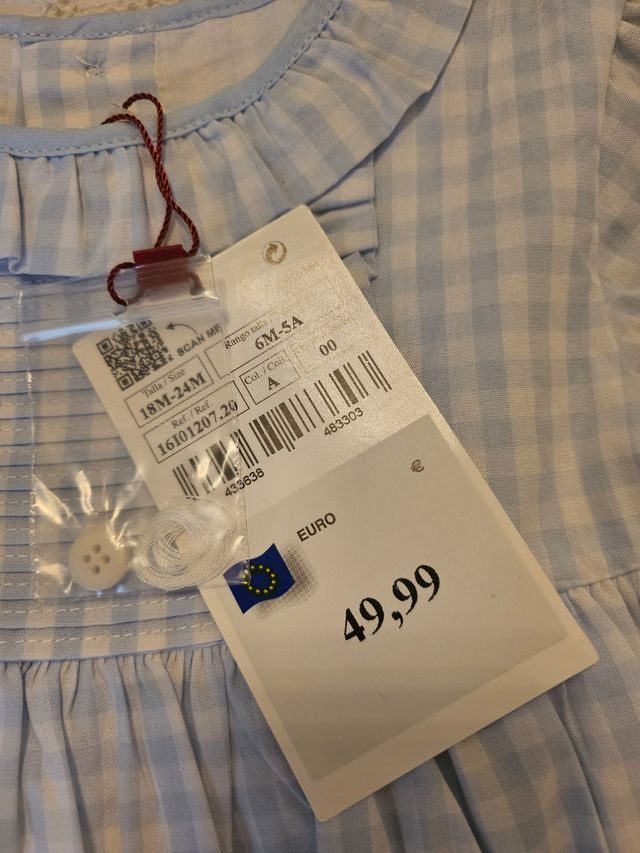 SCAN ME
Talla / Size
18M-24M
Rango talla
6M-5A
Ref. / Ref.
16I01207.20
Col. / Col.
A
00
433638
483303
€
EURO
49,99